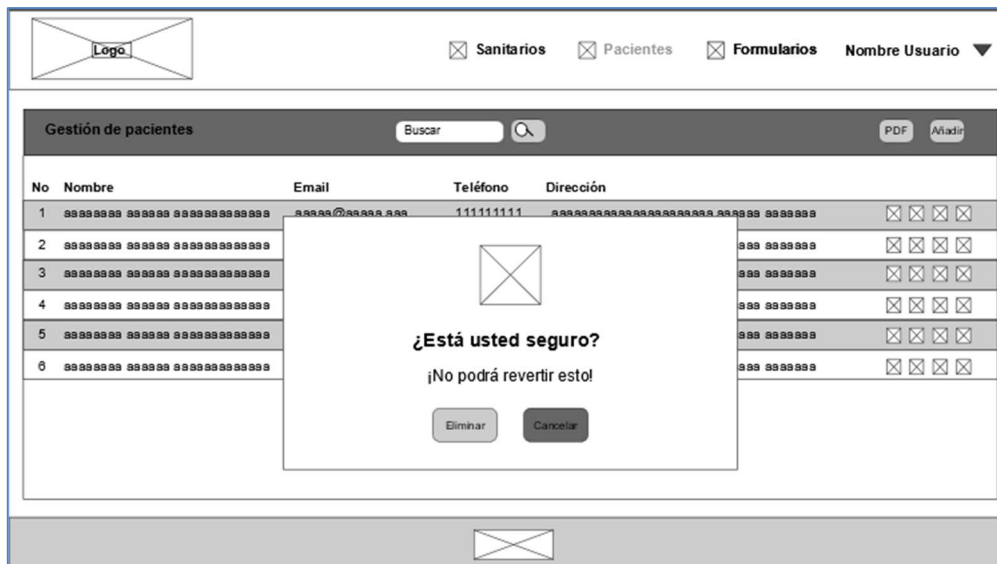 Logo
Sanitarios Pacientes Formularios Nombre Usuario
Gestión de pacientes Buscar PDF Añadir
No Nombre Email Teléfono Dirección
1 aaaaaaaa aaaaaa aaaaaaaaaaaaa aaaaa@aaaaa.aaa 111111111 aaaaaaaaaaaaaaaaaaaaaa aaaaaa aaaaaaa
2 aaaaaaaa aaaaaa aaaaaaaaaaaaa aaa aaaaaaa
3 aaaaaaaa aaaaaa aaaaaaaaaaaaa aaa aaaaaaa
4 aaaaaaaa aaaaaa aaaaaaaaaaaaa aaa aaaaaaa
5 aaaaaaaa aaaaaa aaaaaaaaaaaaa aaa aaaaaaa
6 aaaaaaaa aaaaaa aaaaaaaaaaaaa aaa aaaaaaa
¿Está usted seguro?
¡No podrá revertir esto!
Eliminar Cancelar